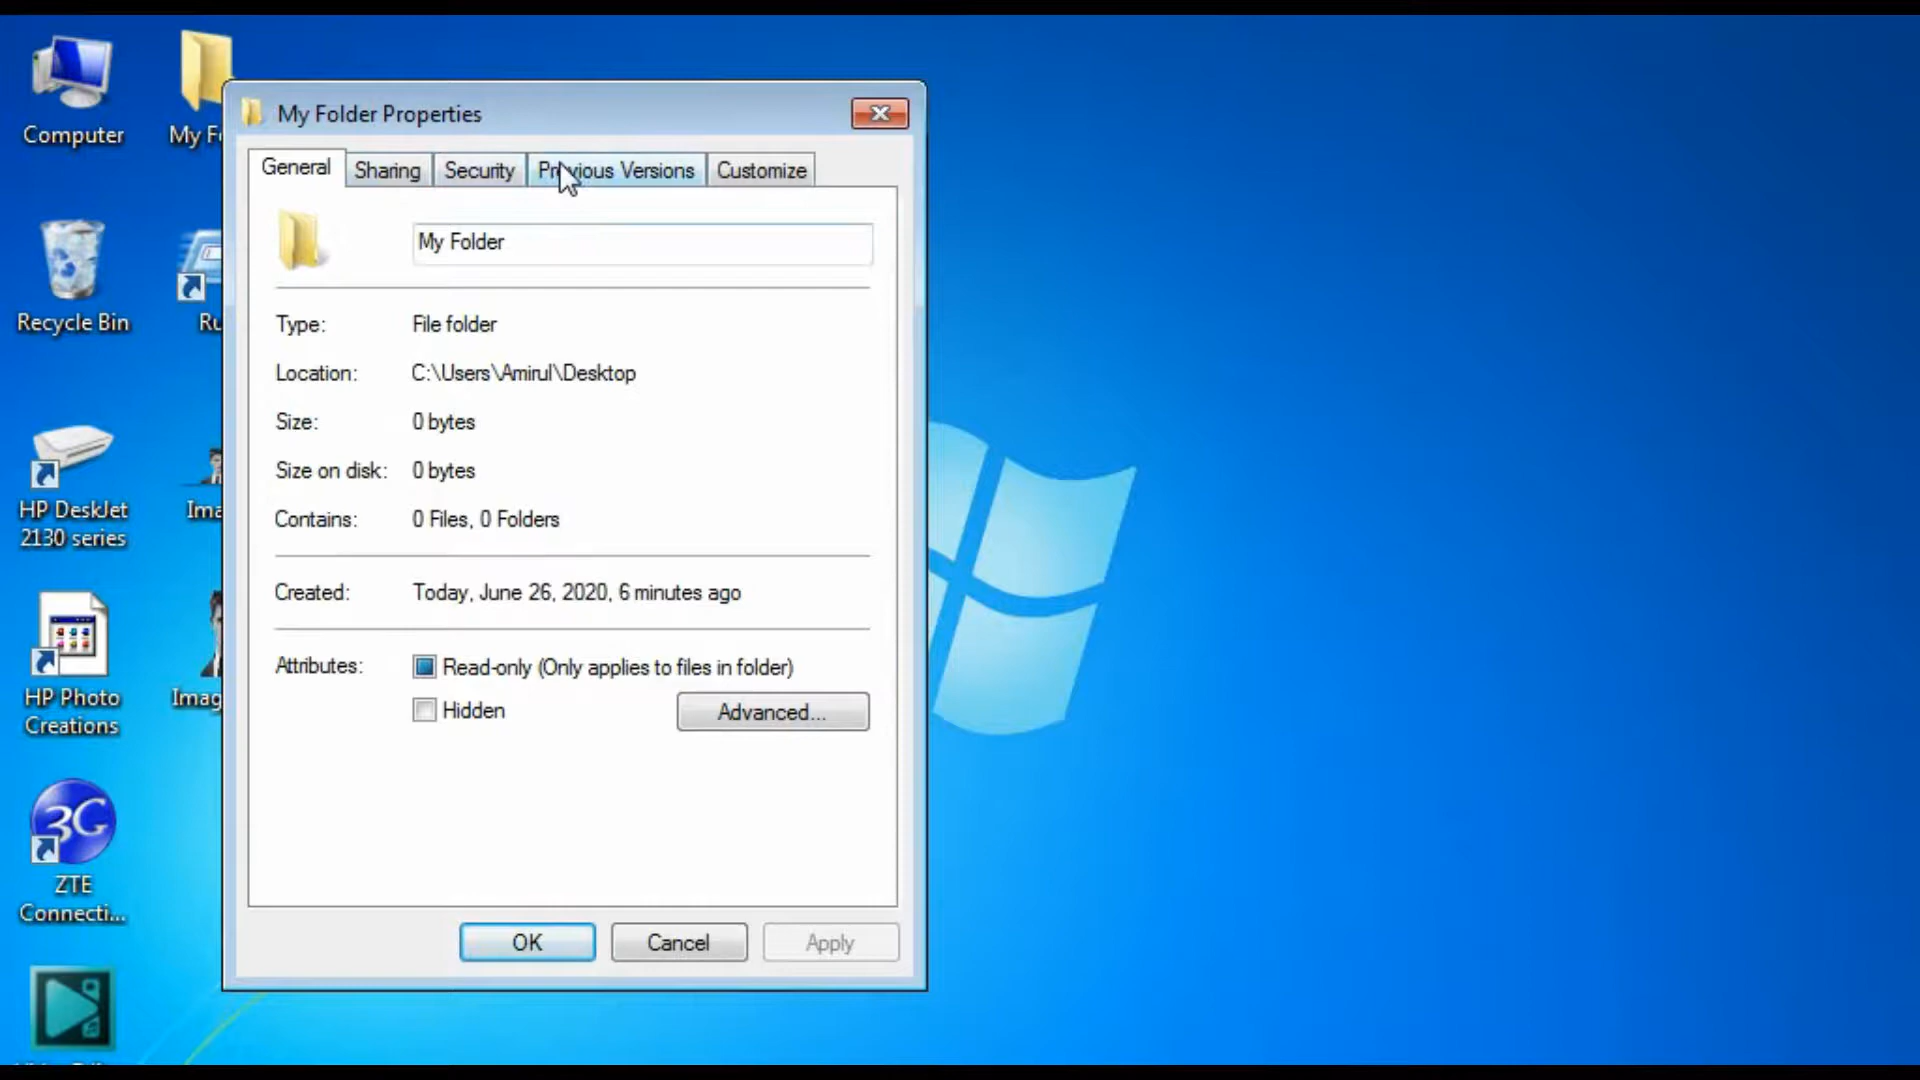 Computer
My Fo
Recycle Bin
Ru
HP DeskJet
2130 series
Ima
HP Photo
Creations
Imag
3G
ZTE
Connecti...
My Folder Properties
General Sharing Security Previous Versions Customize
My Folder
Type: File folder
Location: C:\Users\Amirul\Desktop
Size: 0 bytes
Size on disk: 0 bytes
Contains: 0 Files, 0 Folders
Created: Today, June 26, 2020, 6 minutes ago
Attributes: Read-only (Only applies to files in folder)
Hidden Advanced...
OK Cancel Apply